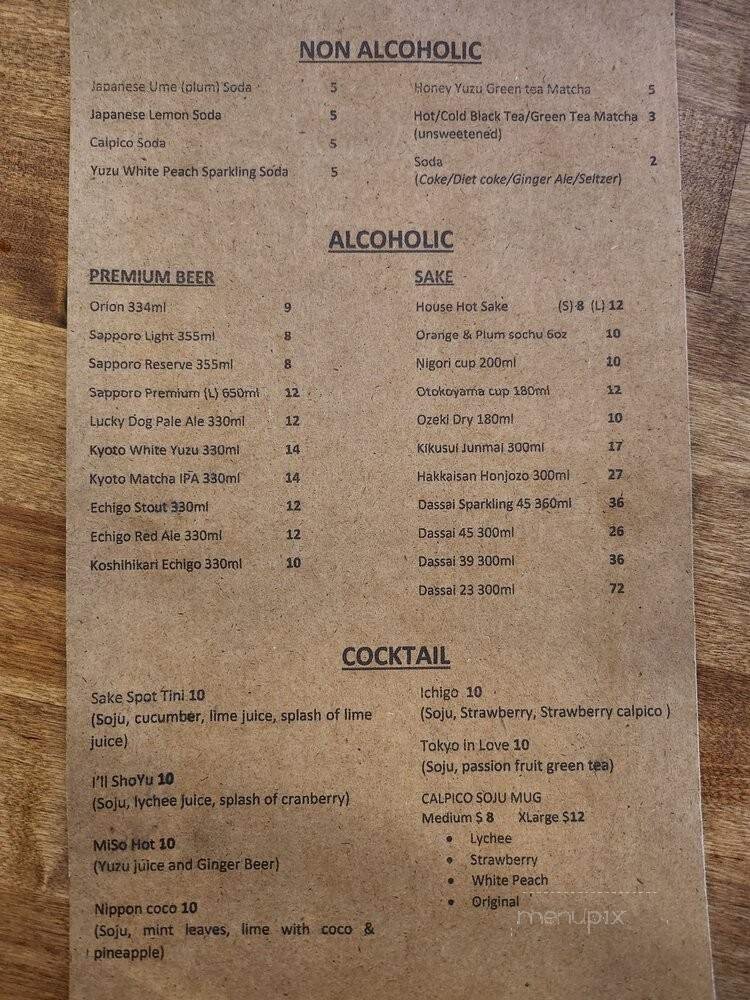 NON ALCOHOLIC
Japanese Ume (plum) Soda 5
Japanese Lemon Soda 5
Calpico Soda 5
Yuzu White Peach Sparkling Soda 5
Honey Yuzu Green tea Matcha 5
Hot/Cold Black Tea/Green Tea Matcha 3
(unsweetened)
Soda 2
(Coke/Diet coke/Ginger Ale/Seltzer)
ALCOHOLIC
PREMIUM BEER
Orion 334ml 9
Sapporo Light 355ml 8
Sapporo Reserve 355ml 8
Sapporo Premium (L) 650ml 12
Lucky Dog Pale Ale 330ml 12
Kyoto White Yuzu 330ml 14
Kyoto Matcha IPA 330ml 14
Echigo Stout 330ml 12
Echigo Red Ale 330ml 12
Koshihikari Echigo 330ml 10
SAKE
House Hot Sake (S) 8 (L) 12
Orange & Plum sochu 6oz 10
Nigori cup 200ml 10
Otokoyama cup 180ml 12
Ozeki Dry 180ml 10
Kikusui Junmai 300ml 17
Hakkaisan Honjozo 300ml 27
Dassai Sparkling 45 360ml 36
Dassai 45 300ml 26
Dassai 39 300ml 36
Dassai 23 300ml 72
COCKTAIL
Sake Spot Tini 10
(Soju, cucumber, lime juice, splash of lime
juice)
I'll ShoYu 10
(Soju, lychee juice, splash of cranberry)
MiSo Hot 10
(Yuzu juice and Ginger Beer)
Nippon coco 10
(Soju, mint leaves, lime with coco &
pineapple)
Ichigo 10
(Soju, Strawberry, Strawberry calpico )
Tokyo in Love 10
(Soju, passion fruit green tea)
CALPICO SOJU MUG
Medium $ 8 XLarge $12
• Lychee
• Strawberry
• White Peach
• Original
menupix